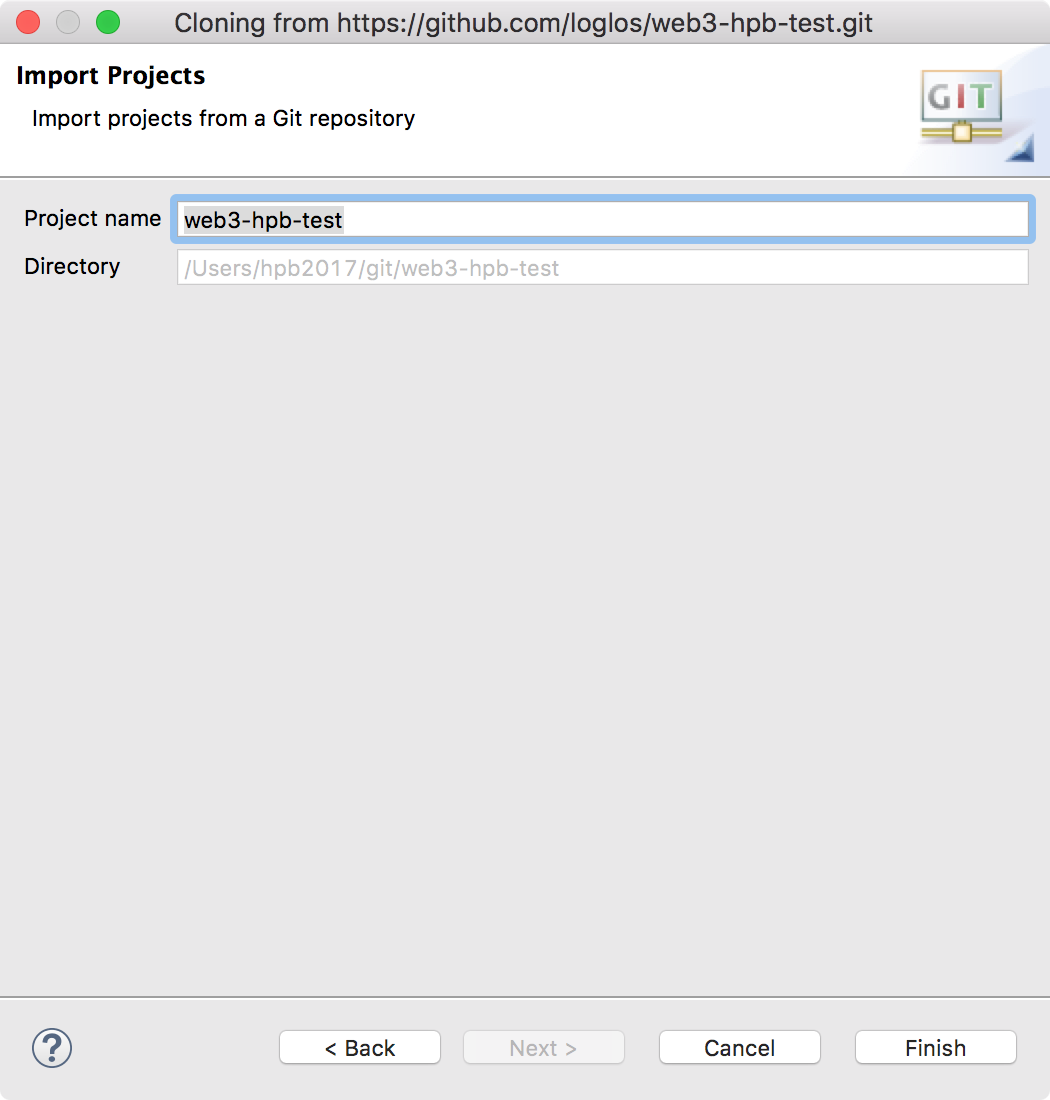 Cloning from https://github.com/loglos/web3-hpb-test.git
Import Projects
Import projects from a Git repository
GIT
Project name web3-hpb-test
Directory /Users/hpb2017/git/web3-hpb-test
? < Back Next > Cancel Finish